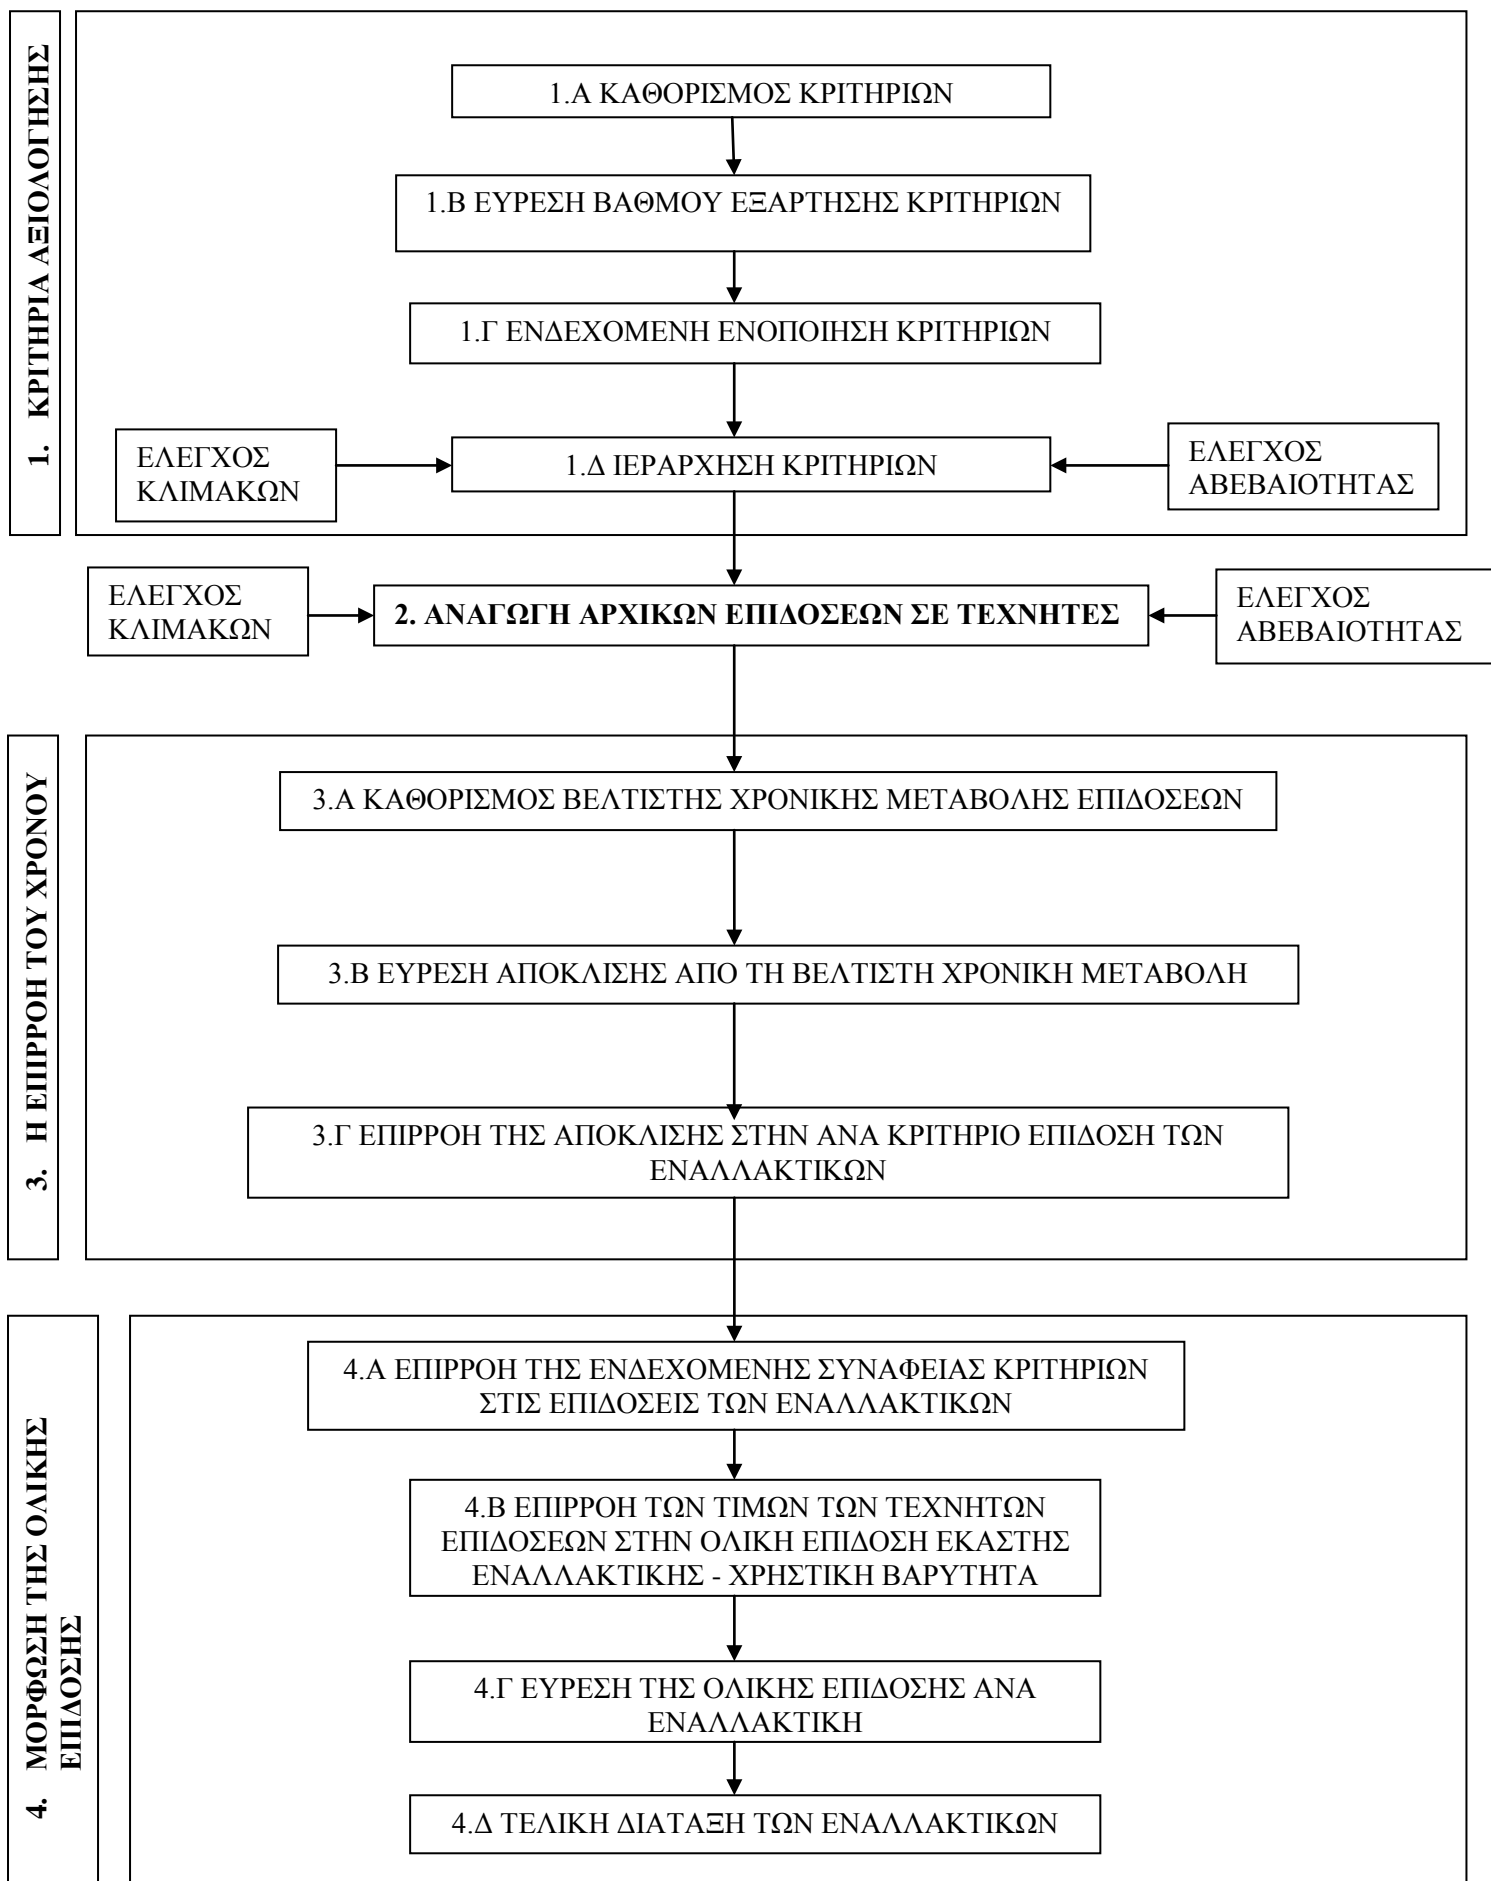 1. ΚΡΙΤΗΡΙΑ ΑΞΙΟΛΟΓΗΣΗΣ
1.Α ΚΑΘΟΡΙΣΜΟΣ ΚΡΙΤΗΡΙΩΝ
1.Β ΕΥΡΕΣΗ ΒΑΘΜΟΥ ΕΞΑΡΤΗΣΗΣ ΚΡΙΤΗΡΙΩΝ
1.Γ ΕΝΔΕΧΟΜΕΝΗ ΕΝΟΠΟΙΗΣΗ ΚΡΙΤΗΡΙΩΝ
ΕΛΕΓΧΟΣ
ΚΛΙΜΑΚΩΝ
1.Δ ΙΕΡΑΡΧΗΣΗ ΚΡΙΤΗΡΙΩΝ
ΕΛΕΓΧΟΣ
ΑΒΕΒΑΙΟΤΗΤΑΣ
ΕΛΕΓΧΟΣ
ΚΛΙΜΑΚΩΝ
2. ΑΝΑΓΩΓΗ ΑΡΧΙΚΩΝ ΕΠΙΔΟΣΕΩΝ ΣΕ ΤΕΧΝΗΤΕΣ
ΕΛΕΓΧΟΣ
ΑΒΕΒΑΙΟΤΗΤΑΣ
3. Η ΕΠΙΡΡΟΗ ΤΟΥ ΧΡΟΝΟΥ
3.Α ΚΑΘΟΡΙΣΜΟΣ ΒΕΛΤΙΣΤΗΣ ΧΡΟΝΙΚΗΣ ΜΕΤΑΒΟΛΗΣ ΕΠΙΔΟΣΕΩΝ
3.Β ΕΥΡΕΣΗ ΑΠΟΚΛΙΣΗΣ ΑΠΟ ΤΗ ΒΕΛΤΙΣΤΗ ΧΡΟΝΙΚΗ ΜΕΤΑΒΟΛΗ
3.Γ ΕΠΙΡΡΟΗ ΤΗΣ ΑΠΟΚΛΙΣΗΣ ΣΤΗΝ ΑΝΑ ΚΡΙΤΗΡΙΟ ΕΠΙΔΟΣΗ ΤΩΝ
ΕΝΑΛΛΑΚΤΙΚΩΝ
4. ΜΟΡΦΩΣΗ ΤΗΣ ΟΛΙΚΗΣ
ΕΠΙΔΟΣΗΣ
4.Α ΕΠΙΡΡΟΗ ΤΗΣ ΕΝΔΕΧΟΜΕΝΗΣ ΣΥΝΑΦΕΙΑΣ ΚΡΙΤΗΡΙΩΝ
ΣΤΙΣ ΕΠΙΔΟΣΕΙΣ ΤΩΝ ΕΝΑΛΛΑΚΤΙΚΩΝ
4.Β ΕΠΙΡΡΟΗ ΤΩΝ ΤΙΜΩΝ ΤΩΝ ΤΕΧΝΗΤΩΝ
ΕΠΙΔΟΣΕΩΝ ΣΤΗΝ ΟΛΙΚΗ ΕΠΙΔΟΣΗ ΕΚΑΣΤΗΣ
ΕΝΑΛΛΑΚΤΙΚΗΣ - ΧΡΗΣΤΙΚΗ ΒΑΡΥΤΗΤΑ
4.Γ ΕΥΡΕΣΗ ΤΗΣ ΟΛΙΚΗΣ ΕΠΙΔΟΣΗΣ ΑΝΑ
ΕΝΑΛΛΑΚΤΙΚΗ
4.Δ ΤΕΛΙΚΗ ΔΙΑΤΑΞΗ ΤΩΝ ΕΝΑΛΛΑΚΤΙΚΩΝ